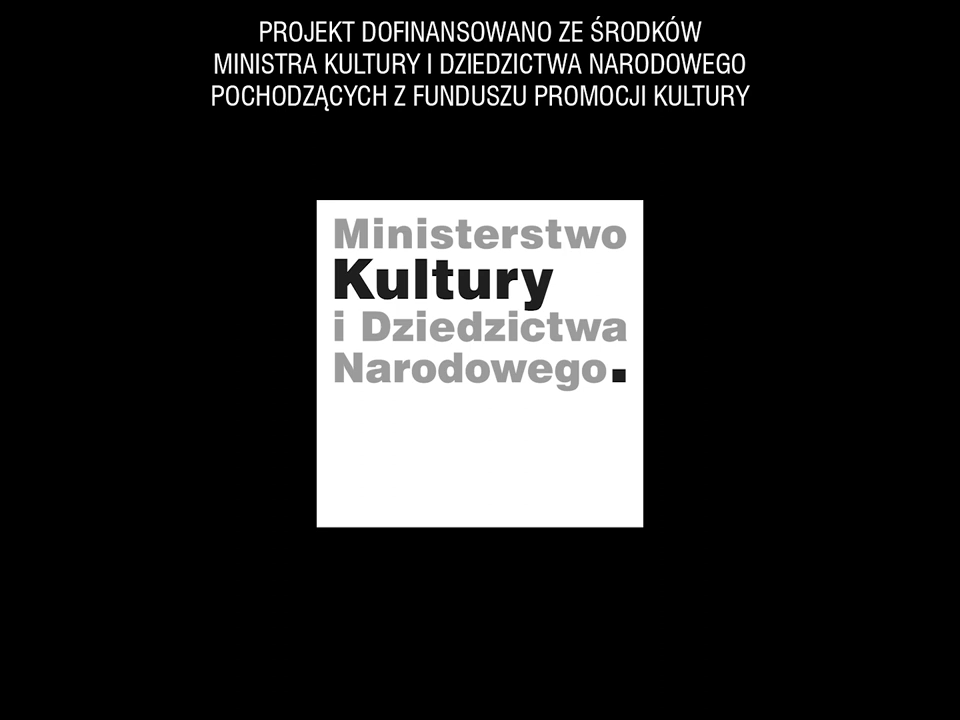 PROJEKT DOFINANSOWANO ZE ŚRODKÓW
MINISTRA KULTURY I DZIEDZICTWA NARODOWEGO
POCHODZĄCYCH Z FUNDUSZU PROMOCJI KULTURY
Ministerstwo
Kultury
i Dziedzictwa
Narodowego.